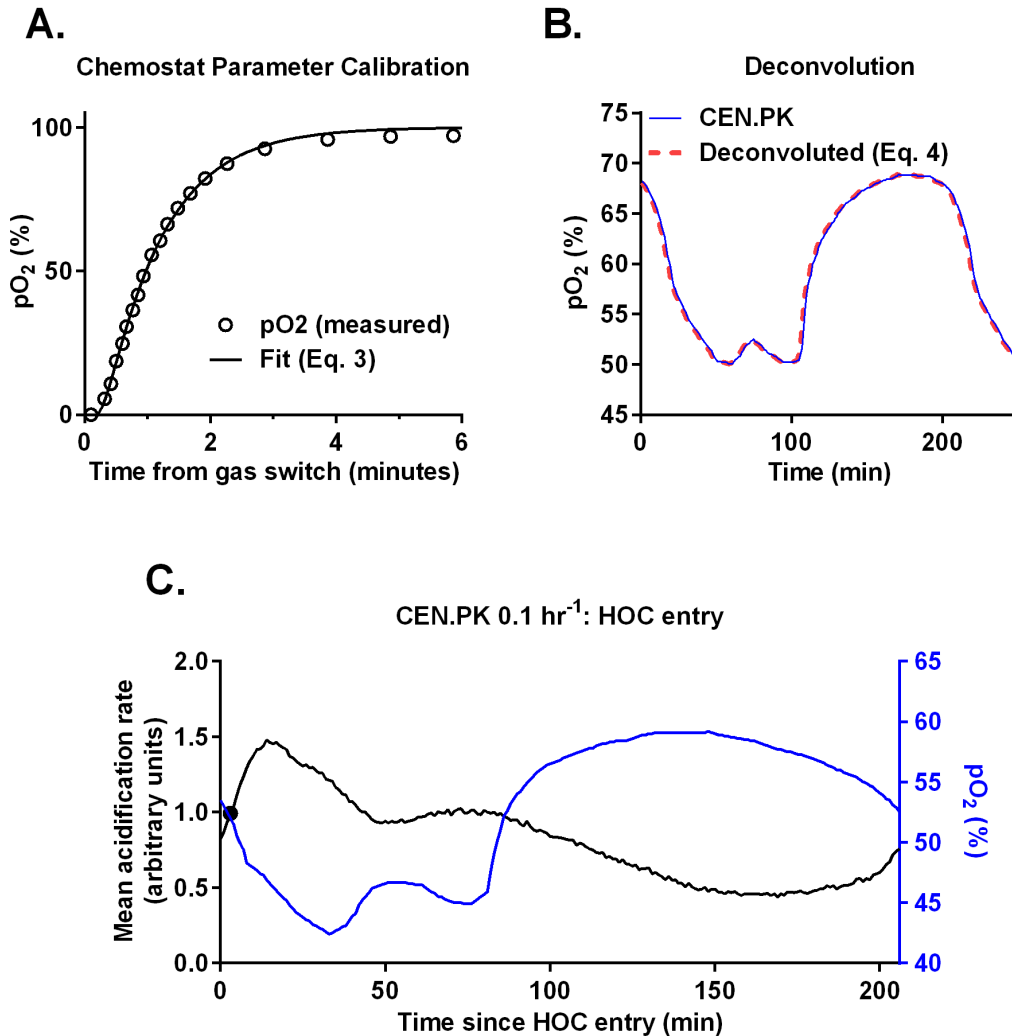 A.
Chemostat Parameter Calibration
pO2 (%)
100
50
0
pO2 (measured)
Fit (Eq. 3)
0 2 4 6
Time from gas switch (minutes)
B.
Deconvolution
pO2 (%)
75
70
65
60
55
50
45
CEN.PK
Deconvoluted (Eq. 4)
0 100 200
Time (min)
C.
CEN.PK 0.1 hr-1: HOC entry
Mean acidification rate
(arbitrary units)
2.0
1.5
1.0
0.5
0.0
65
60
55
50
45
40
pO2 (%)
0 50 100 150 200
Time since HOC entry (min)